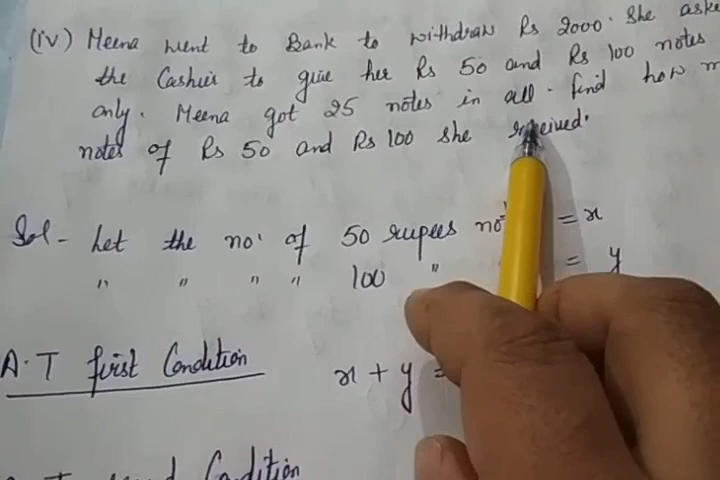 (iv) Meena went to Bank to withdraw Rs 2000. She aske
the Cashier to give her Rs 50 and Rs 100 notes
only. Meena got 25 notes in all. find how m
notes of Rs 50 and Rs 100 she received.
Sol - Let the no. of 50 rupees no = x
" " " " 100 " = y
A.T first Condition
x + y =
Condition